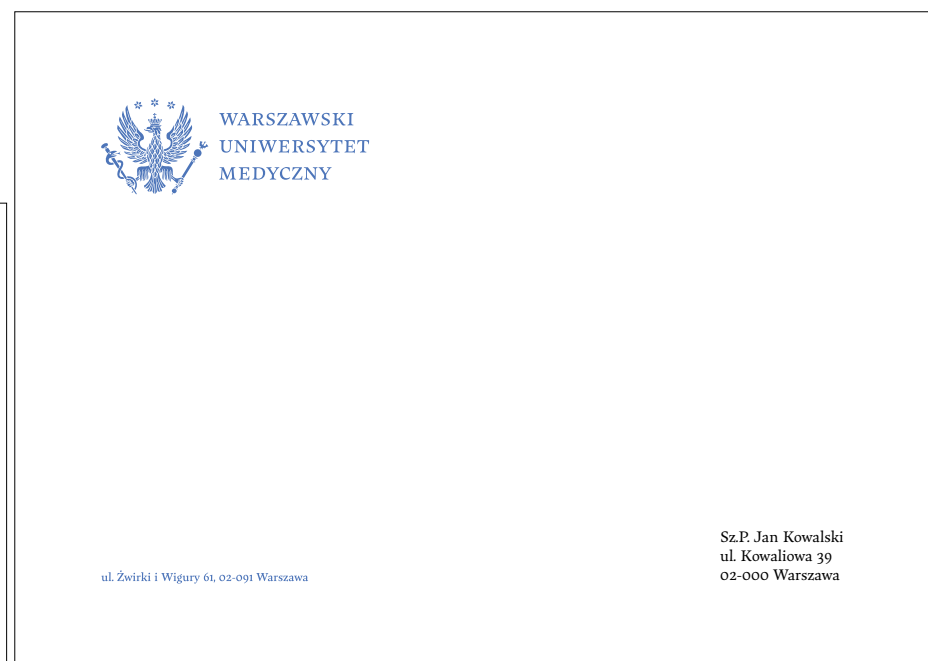 WARSZAWSKI
UNIWERSYTET
MEDYCZNY
Sz.P. Jan Kowalski
ul. Kowaliowa 39
02-000 Warszawa
ul. Żwirki i Wigury 61, 02-091 Warszawa